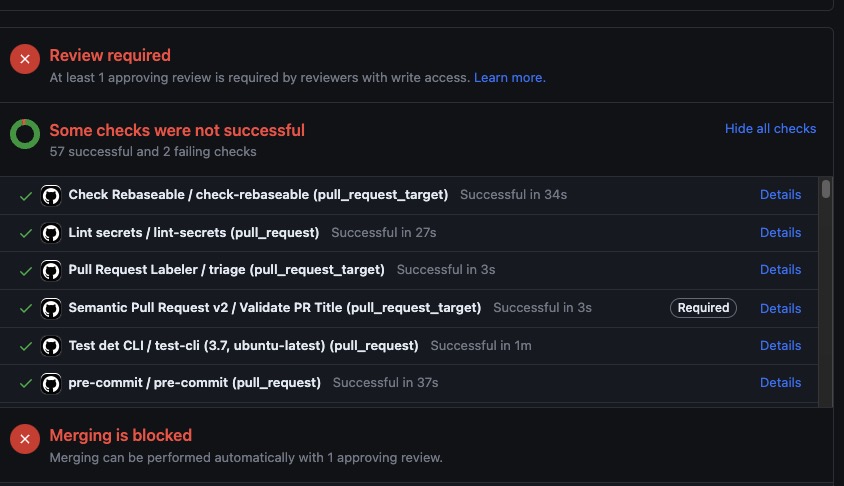 Review required
At least 1 approving review is required by reviewers with write access. Learn more.
Some checks were not successful
Hide all checks
57 successful and 2 failing checks
Check Rebaseable / check-rebaseable (pull_request_target) Successful in 34s Details
Lint secrets / lint-secrets (pull_request) Successful in 27s Details
Pull Request Labeler / triage (pull_request_target) Successful in 3s Details
Semantic Pull Request v2 / Validate PR Title (pull_request_target) Successful in 3s Required Details
Test det CLI / test-cli (3.7, ubuntu-latest) (pull_request) Successful in 1m Details
pre-commit / pre-commit (pull_request) Successful in 37s Details
Merging is blocked
Merging can be performed automatically with 1 approving review.